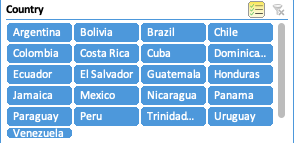 Country
Argentina Bolivia Brazil Chile
Colombia Costa Rica Cuba Dominica...
Ecuador El Salvador Guatemala Honduras
Jamaica Mexico Nicaragua Panama
Paraguay Peru Trinidad... Uruguay
Venezuela